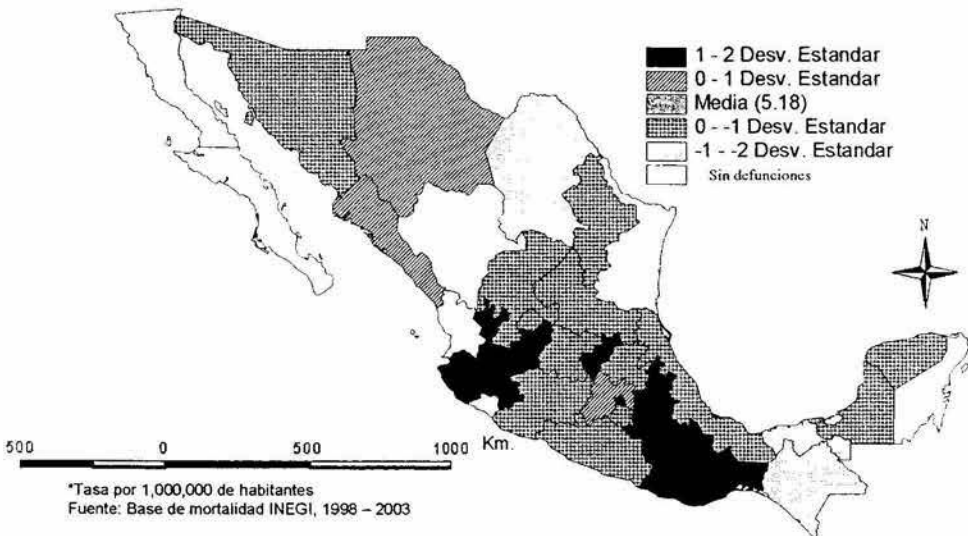 1 - 2 Desv. Estandar
0 - 1 Desv. Estandar
Media (5.18)
0 - -1 Desv. Estandar
-1 - -2 Desv. Estandar
Sin defunciones
N
500 0 500 1000 Km.
*Tasa por 1,000,000 de habitantes
Fuente: Base de mortalidad INEGI, 1998 – 2003